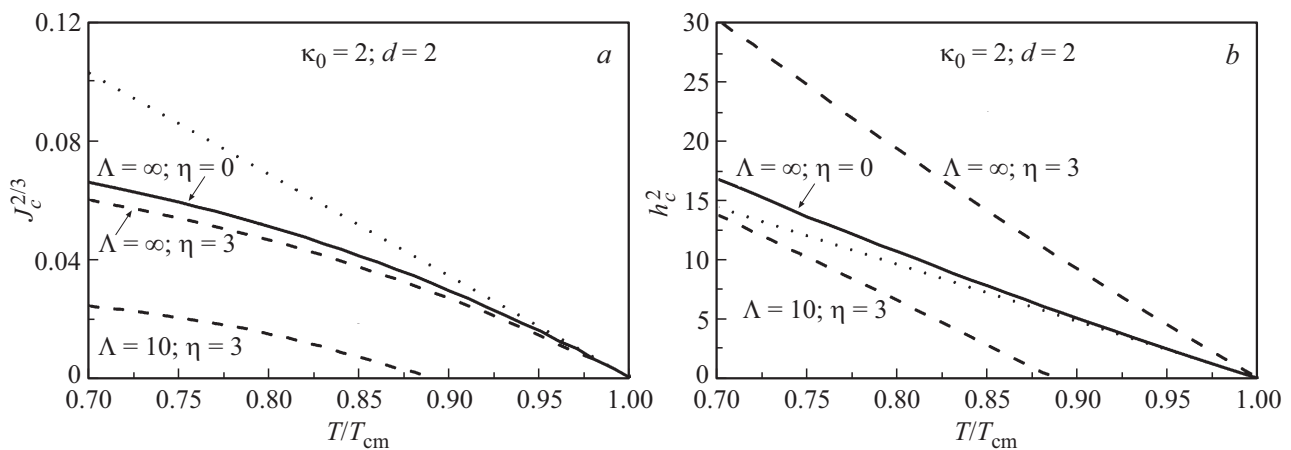 κ₀ = 2; d = 2
a
J_c^{2/3}
0.12
0.08
0.04
0
Λ = ∞; η = 0
Λ = ∞; η = 3
Λ = 10; η = 3
0.70 0.75 0.80 0.85 0.90 0.95 1.00
T/T_cm
κ₀ = 2; d = 2
b
h_c^2
30
25
20
15
10
5
0
Λ = ∞; η = 0
Λ = ∞; η = 3
Λ = 10; η = 3
0.70 0.75 0.80 0.85 0.90 0.95 1.00
T/T_cm